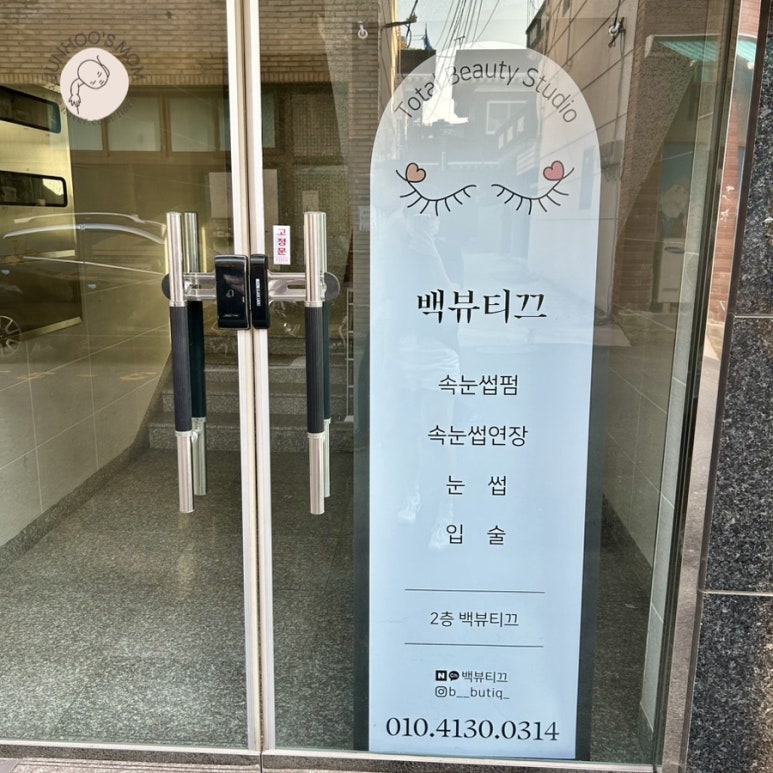 JUNHOO'S MOM
고정문
Total Beauty Studio
백뷰티끄
속눈썹펌
속눈썹연장
눈 썹
입 술
2층 백뷰티끄
N Ch 백뷰티끄
b__butiq_
010.4130.0314